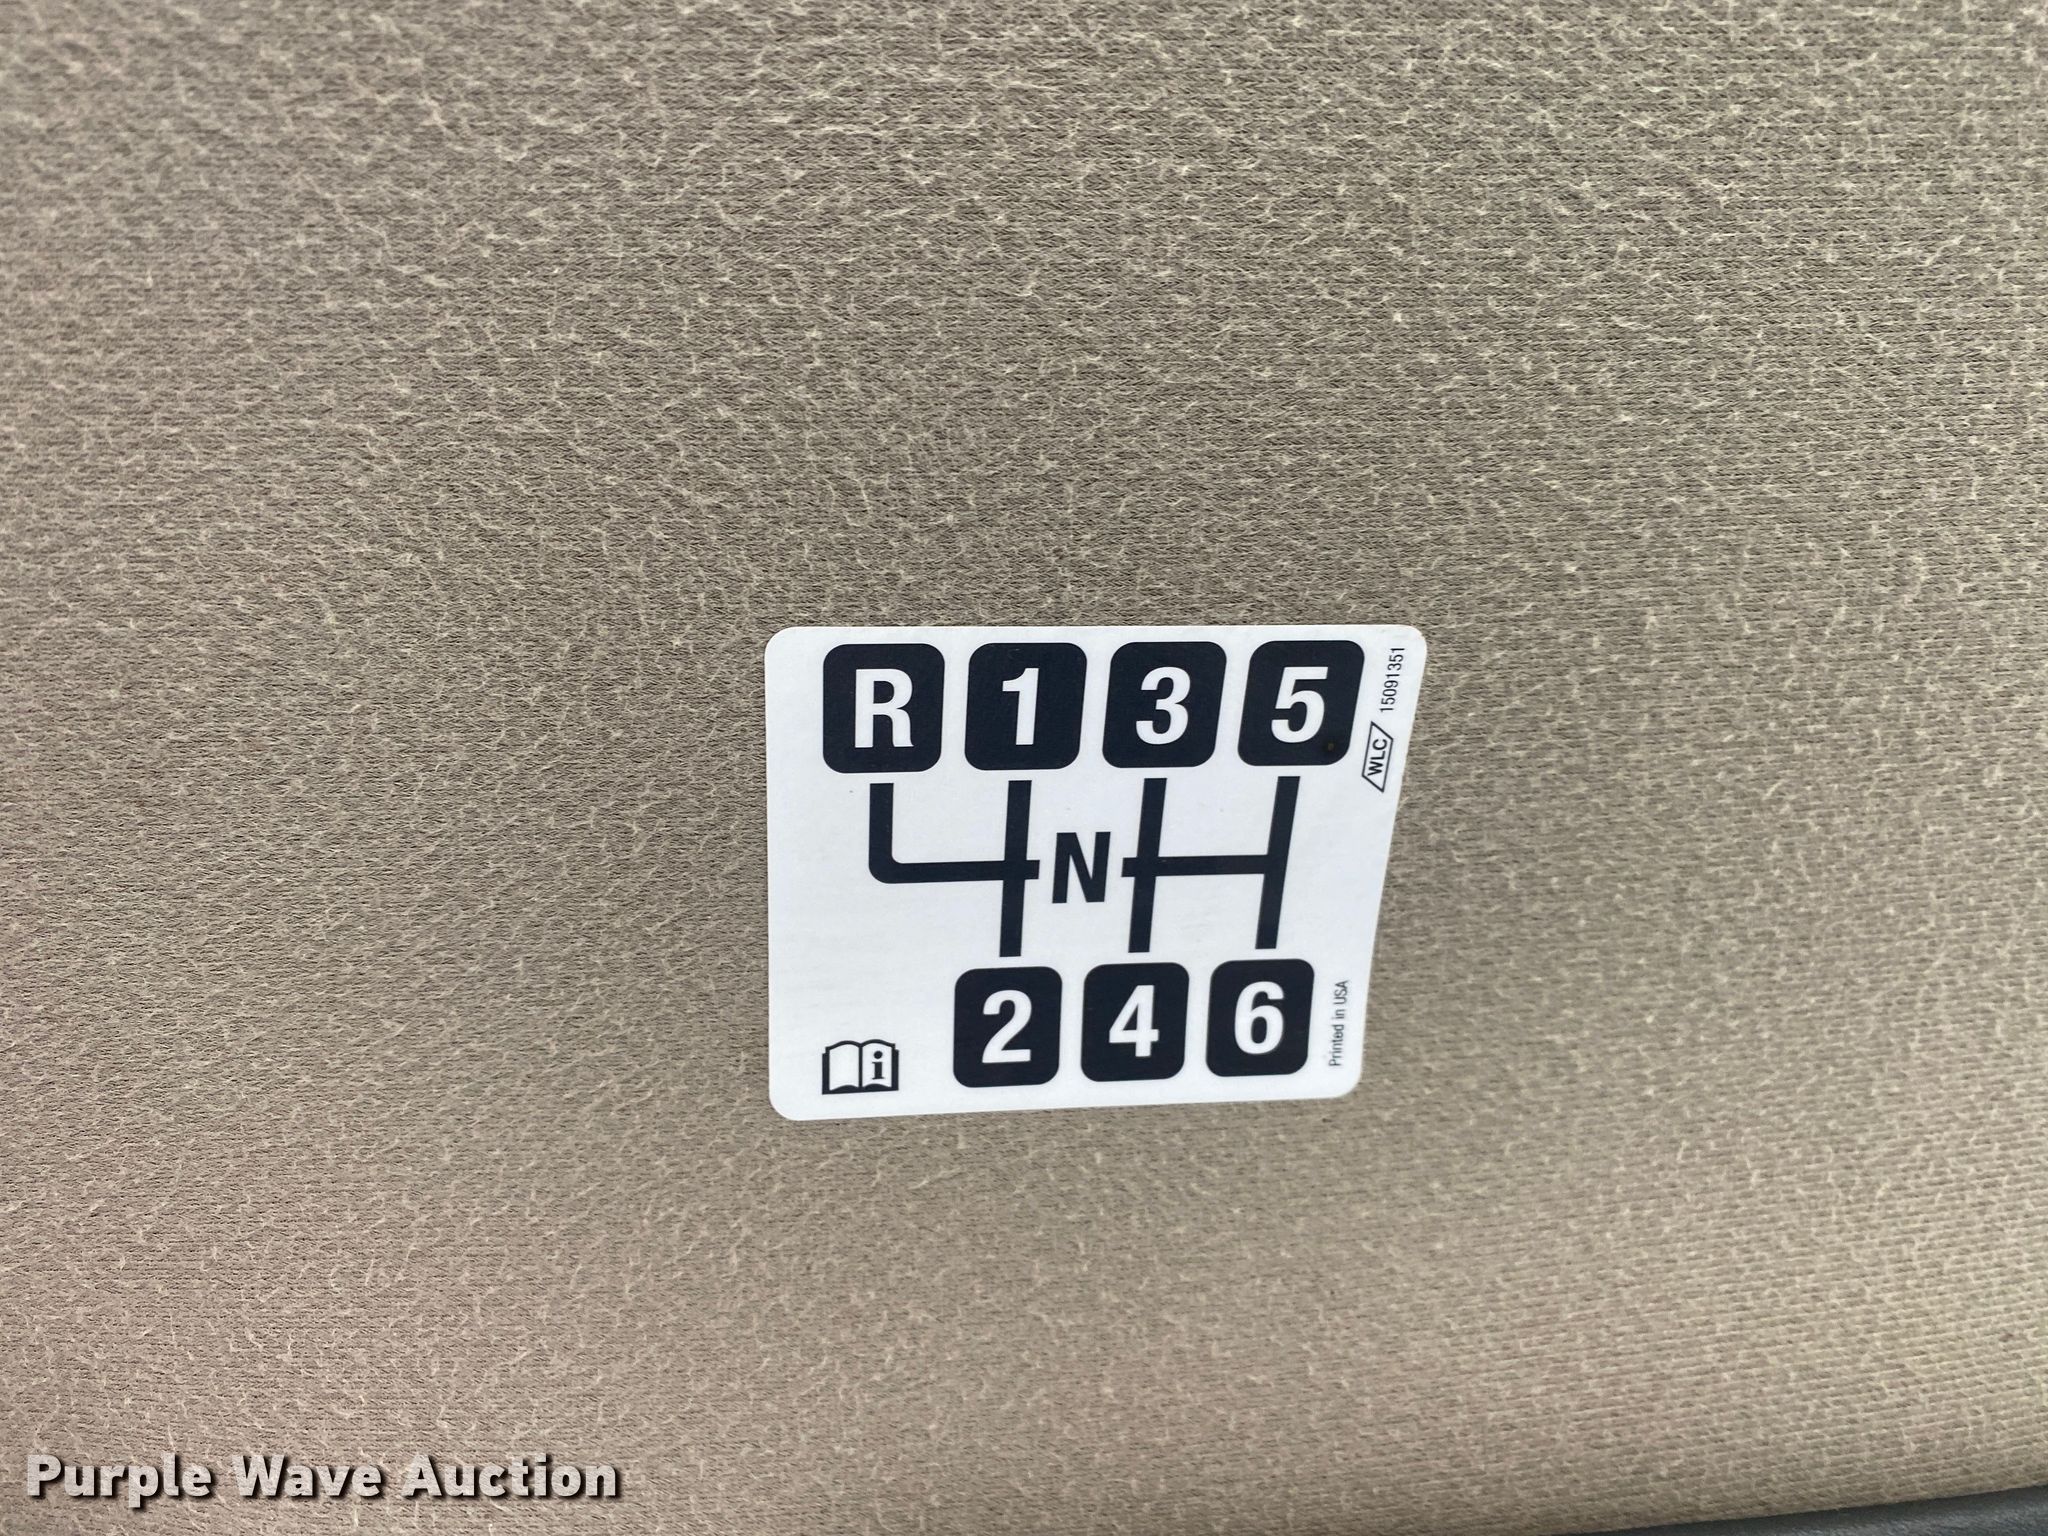 R 1 3 5
N
2 4 6
i
15091351
WLC
Printed in USA
Purple Wave Auction